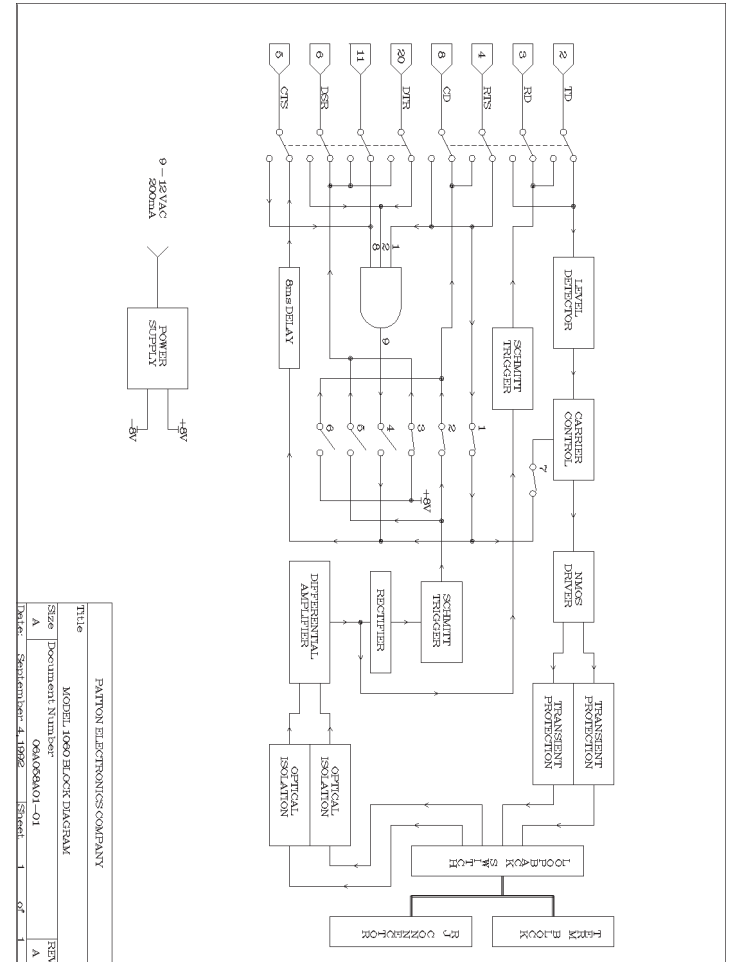 2
TD
3
RD
4
RTS
8
CD
20
DTR
11
6
DSR
5
CTS
LEVEL
DETECTOR
CARRIER
CONTROL
NMOS
DRIVER
TRANSIENT
PROTECTION
TRANSIENT
PROTECTION
SCHMITT
TRIGGER
7
1
2
8
9
1
2
3
4
5
6
+8V
8ms DELAY
SCHMITT
TRIGGER
RECTIFIER
DIFFERENTIAL
AMPLIFIER
OPTICAL
ISOLATION
OPTICAL
ISOLATION
LOOPBACK SWITCH
TERM BLOCK
RJ CONNECTOR
9 - 12 VAC
200mA
POWER
SUPPLY
+8V
-8V
PATTON ELECTRONICS COMPANY
Title
MODEL 1060 BLOCK DIAGRAM
Size Document Number REV
A 06A058A01-01 A
Date: September 4, 1992 Sheet 1 of 1